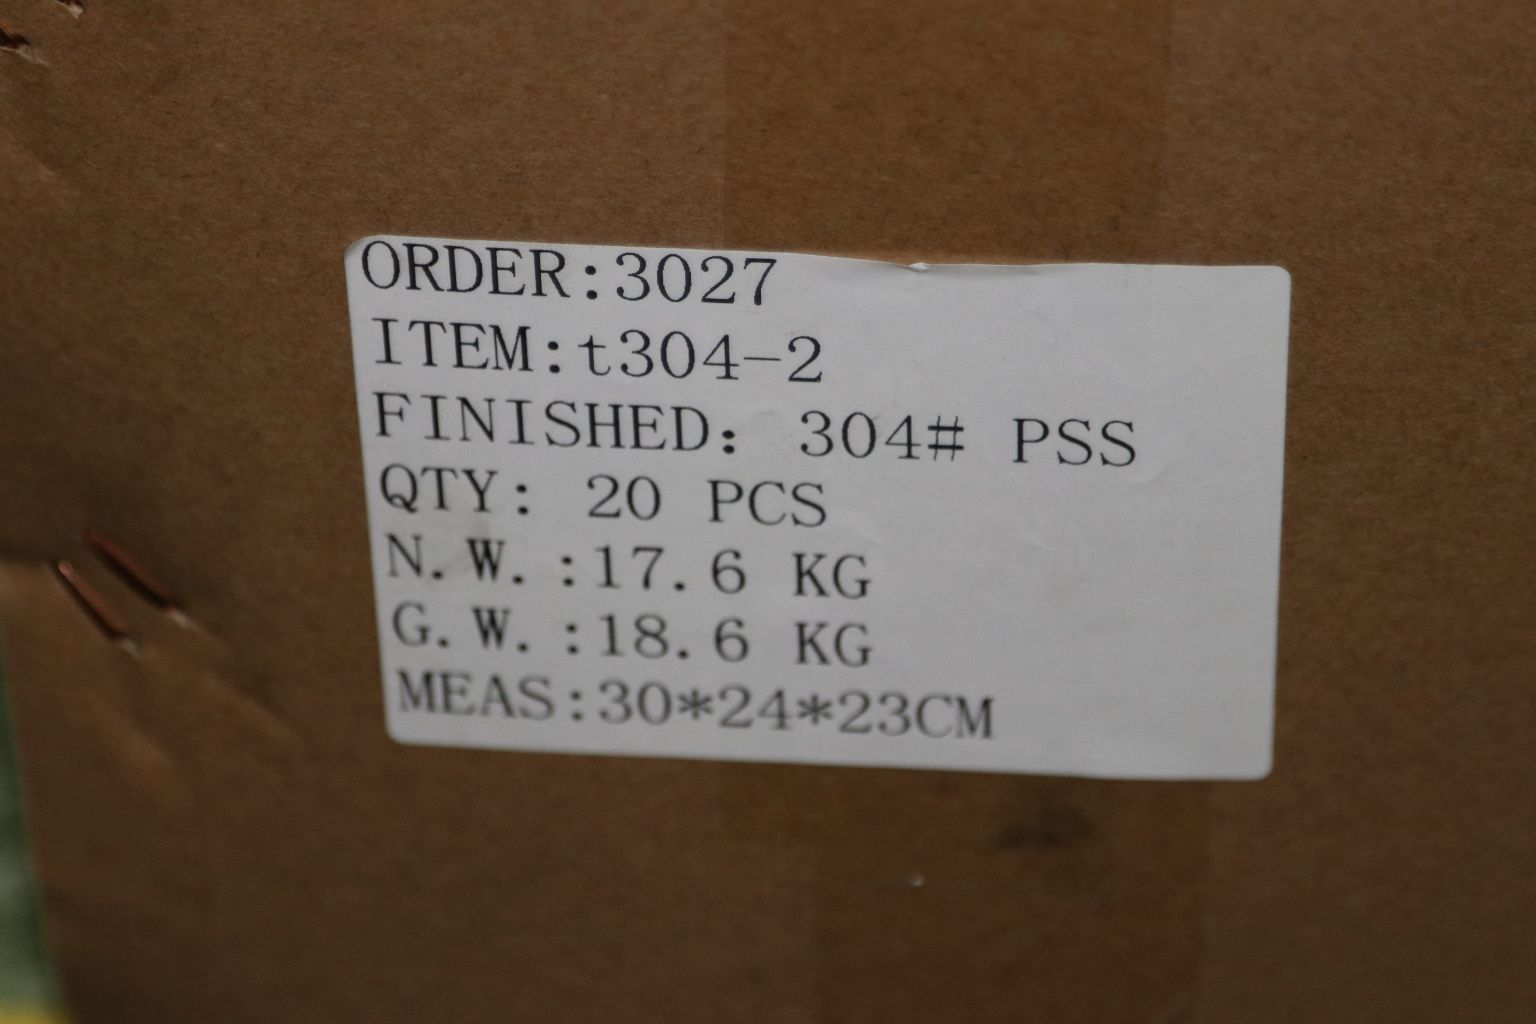 ORDER:3027
ITEM:t304-2
FINISHED: 304# PSS
QTY: 20 PCS
N.W.:17.6 KG
G.W.:18.6 KG
MEAS:30*24*23CM